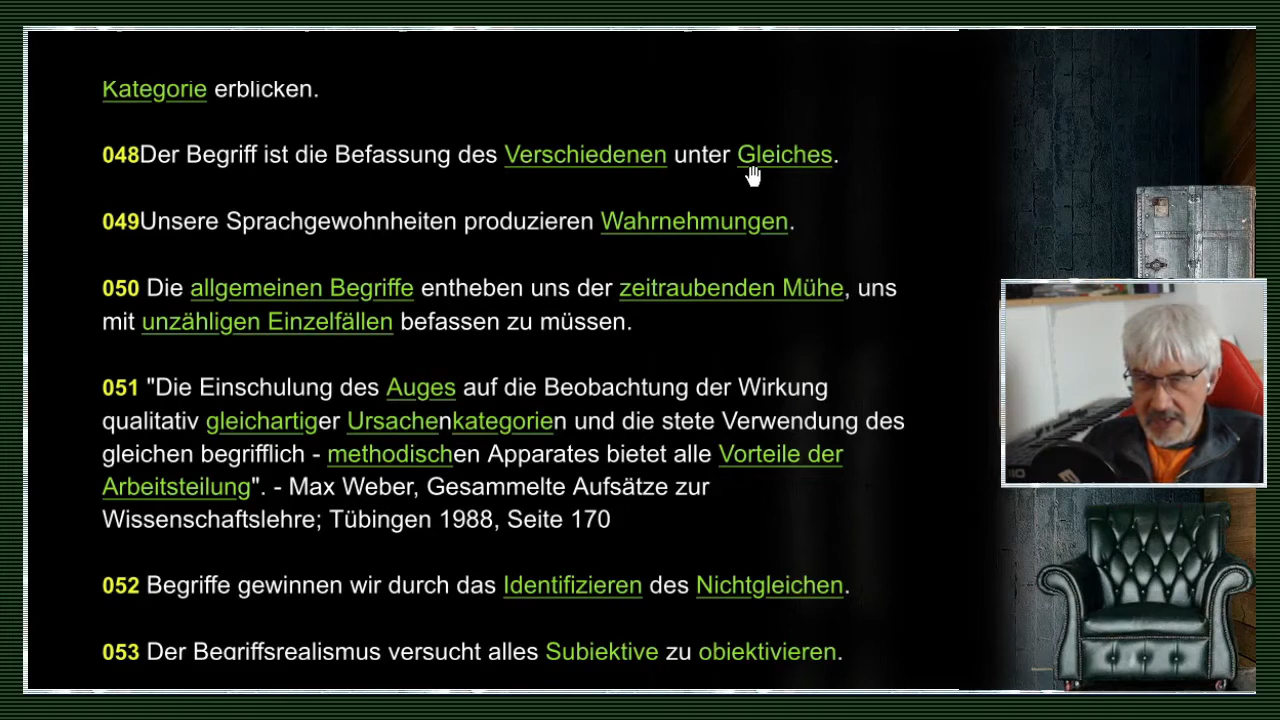 Kategorie erblicken.
048Der Begriff ist die Befassung des Verschiedenen unter Gleiches.
049Unsere Sprachgewohnheiten produzieren Wahrnehmungen.
050 Die allgemeinen Begriffe entheben uns der zeitraubenden Mühe, uns
mit unzähligen Einzelfällen befassen zu müssen.
051 "Die Einschulung des Auges auf die Beobachtung der Wirkung
qualitativ gleichartiger Ursachenkategorien und die stete Verwendung des
gleichen begrifflich - methodischen Apparates bietet alle Vorteile der
Arbeitsteilung". - Max Weber, Gesammelte Aufsätze zur
Wissenschaftslehre; Tübingen 1988, Seite 170
052 Begriffe gewinnen wir durch das Identifizieren des Nichtgleichen.
053 Der Begriffsrealismus versucht alles Subjektive zu objektivieren.